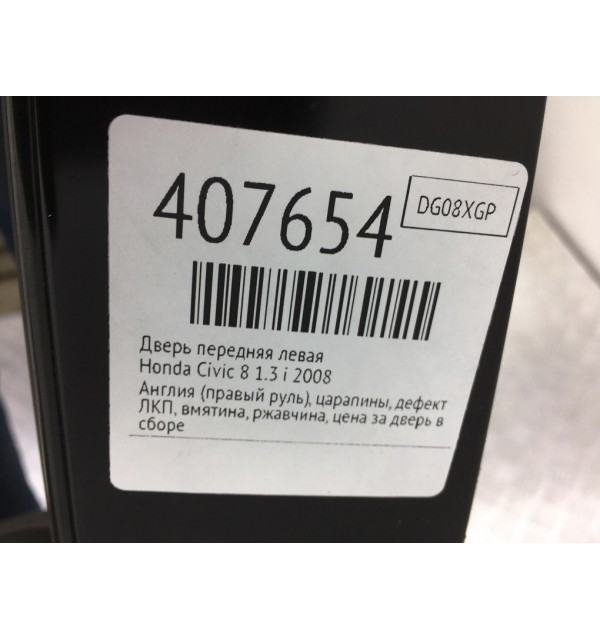 407654
DG08XGP
Дверь передняя левая
Honda Civic 8 1.3 i 2008
Англия (правый руль), царапины, дефект
ЛКП, вмятина, ржавчина, цена за дверь в
сборе